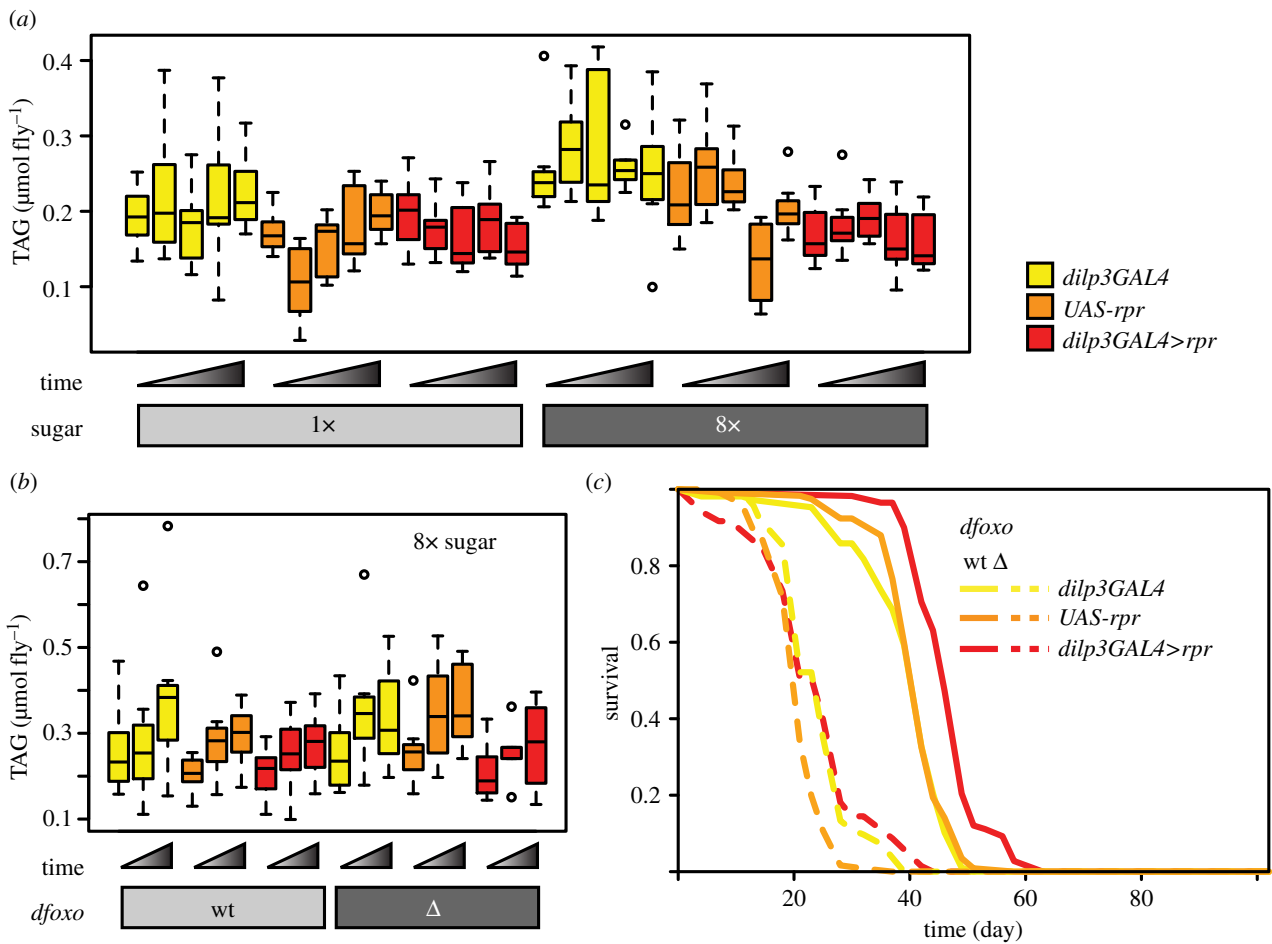 (a)
0.4
0.3
0.2
0.1
TAG (µmol fly⁻¹)
dilp3GAL4
UAS-rpr
dilp3GAL4>rpr
time
sugar
1×
8×
(b)
8× sugar
0.7
0.5
0.3
0.1
TAG (µmol fly⁻¹)
time
dfoxo
wt
Δ
(c)
dfoxo
wt Δ
dilp3GAL4
UAS-rpr
dilp3GAL4>rpr
0.8
0.6
0.4
0.2
survival
20
40
60
80
time (day)